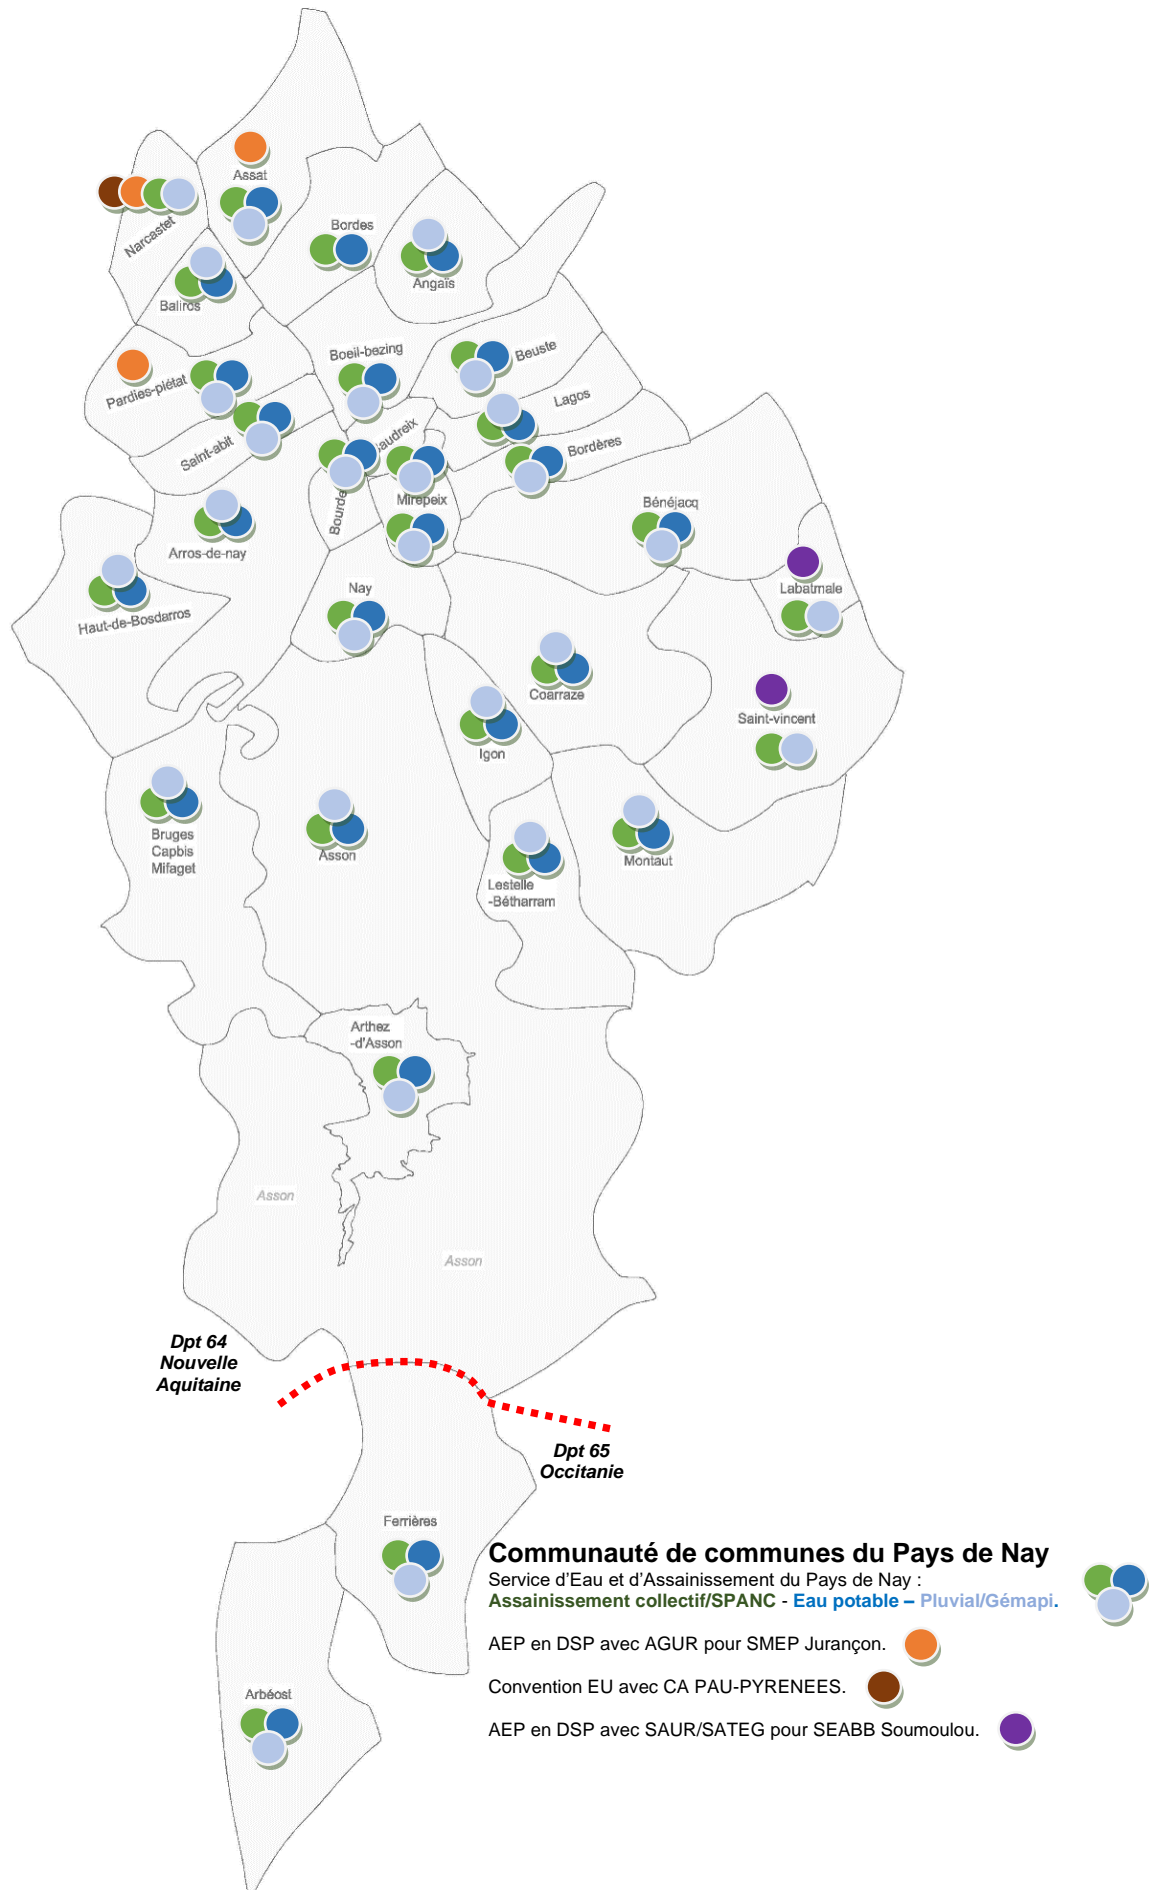 Assat
Narcastet
Bordes
Angaïs
Baliros
Boeil-bezing
Beuste
Pardies-piétat
Lagos
Saint-abit
audreix
Bordères
Bourde
Mirepeix
Bénéjacq
Arros-de-nay
Labatmale
Nay
Haut-de-Bosdarros
Coarraze
Saint-vincent
Igon
Bruges
Capbis
Mifaget
Asson
Montaut
Lestelle
-Bétharram
Arthez
-d'Asson
Asson
Asson
Dpt 64
Nouvelle
Aquitaine
Dpt 65
Occitanie
Ferrières
Communauté de communes du Pays de Nay
Service d'Eau et d'Assainissement du Pays de Nay :
Assainissement collectif/SPANC - Eau potable – Pluvial/Gémapi.
AEP en DSP avec AGUR pour SMEP Jurançon.
Convention EU avec CA PAU-PYRENEES.
AEP en DSP avec SAUR/SATEG pour SEABB Soumoulou.
Arbéost